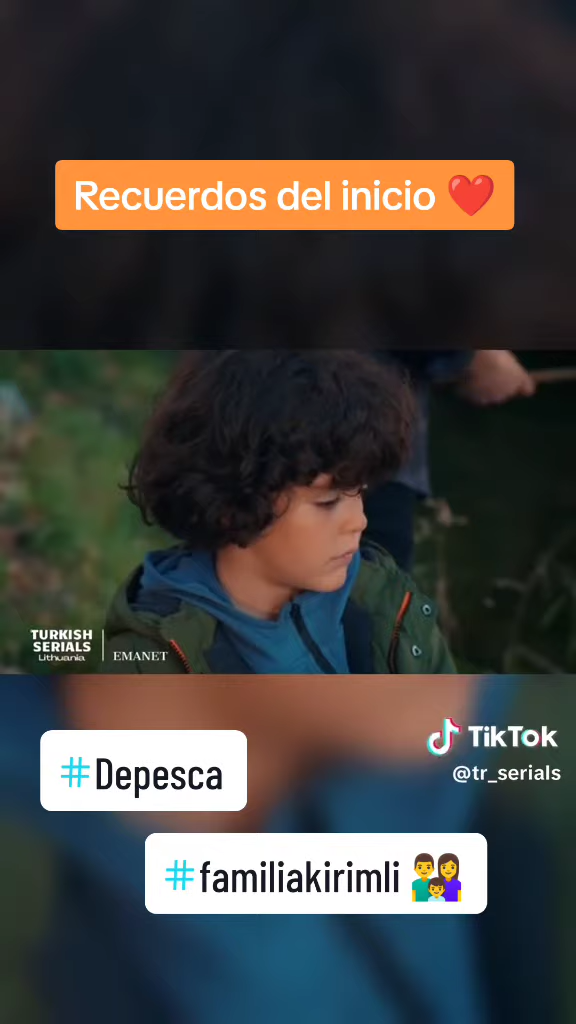 Recuerdos del inicio ❤️
TURKISH
SERIALS
Lithuania
EMANET
TikTok
@tr_serials
#Depesca
#familiakirimli 👨‍👩‍👦